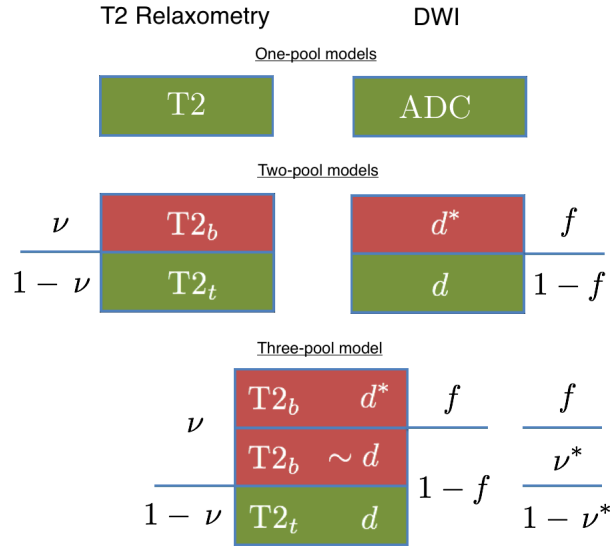 T2 Relaxometry DWI
One-pool models
T2 ADC
Two-pool models
ν T2_b d* f
1 − ν T2_t d 1 − f
Three-pool model
ν T2_b d* f f
T2_b ∼ d ν*
1 − ν T2_t d 1 − f 1 − ν*